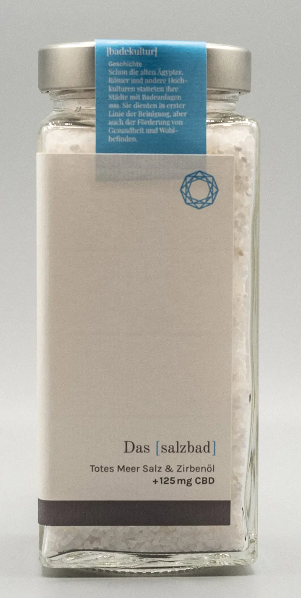 [badekultur]
Geschichte
Schon die alten Ägypter,
Römer und andere Hoch-
kulturen statteten ihre
Städte mit Badeanlagen
aus. Sie dienten in erster
Linie der Reinigung, aber
auch der Förderung von
Gesundheit und Wohl-
befinden.
Das [salzbad]
Totes Meer Salz & Zirbenöl
+125mg CBD